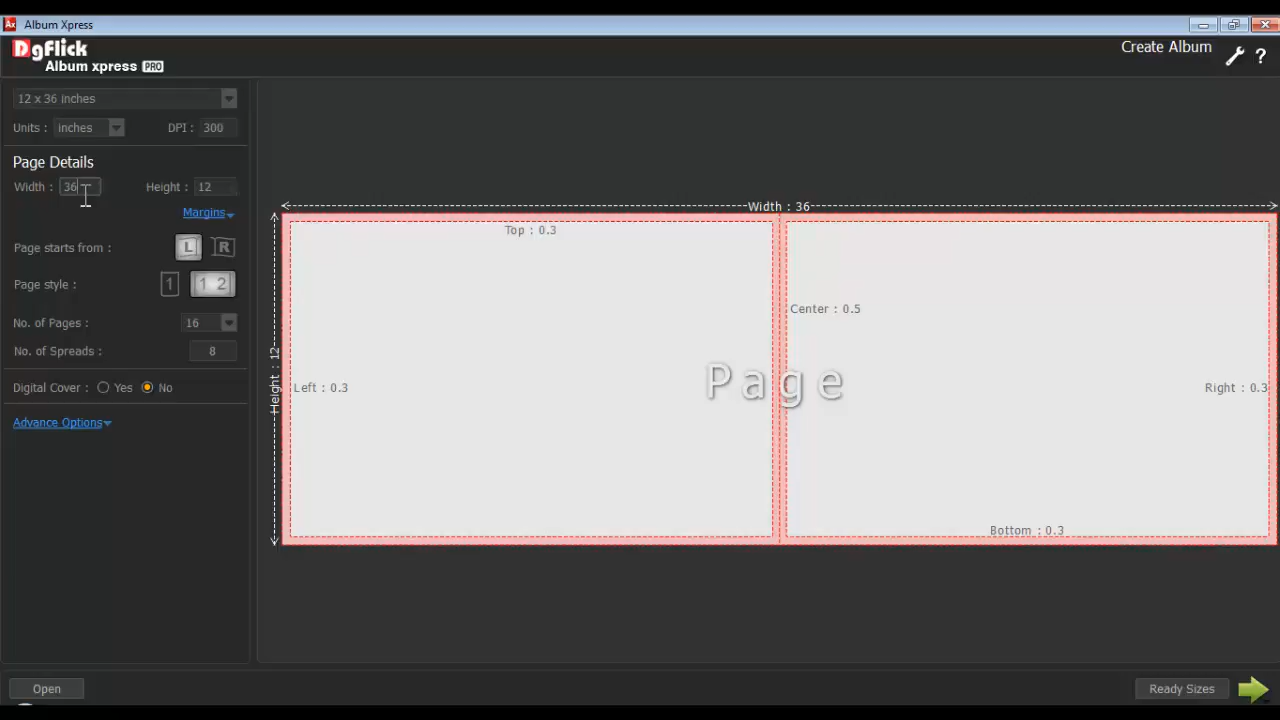 Album Xpress
DgFlick
Album xpress PRO
Create Album
?
12 x 36 inches
Units : inches DPI : 300
Page Details
Width : 36 Height : 12
Margins
Page starts from : L R
Page style : 1 1 2
No. of Pages : 16
No. of Spreads : 8
Digital Cover : Yes No
Advance Options
Width : 36
Top : 0.3
Center : 0.5
Height : 12
Left : 0.3
Page
Right : 0.3
Bottom : 0.3
Open
Ready Sizes